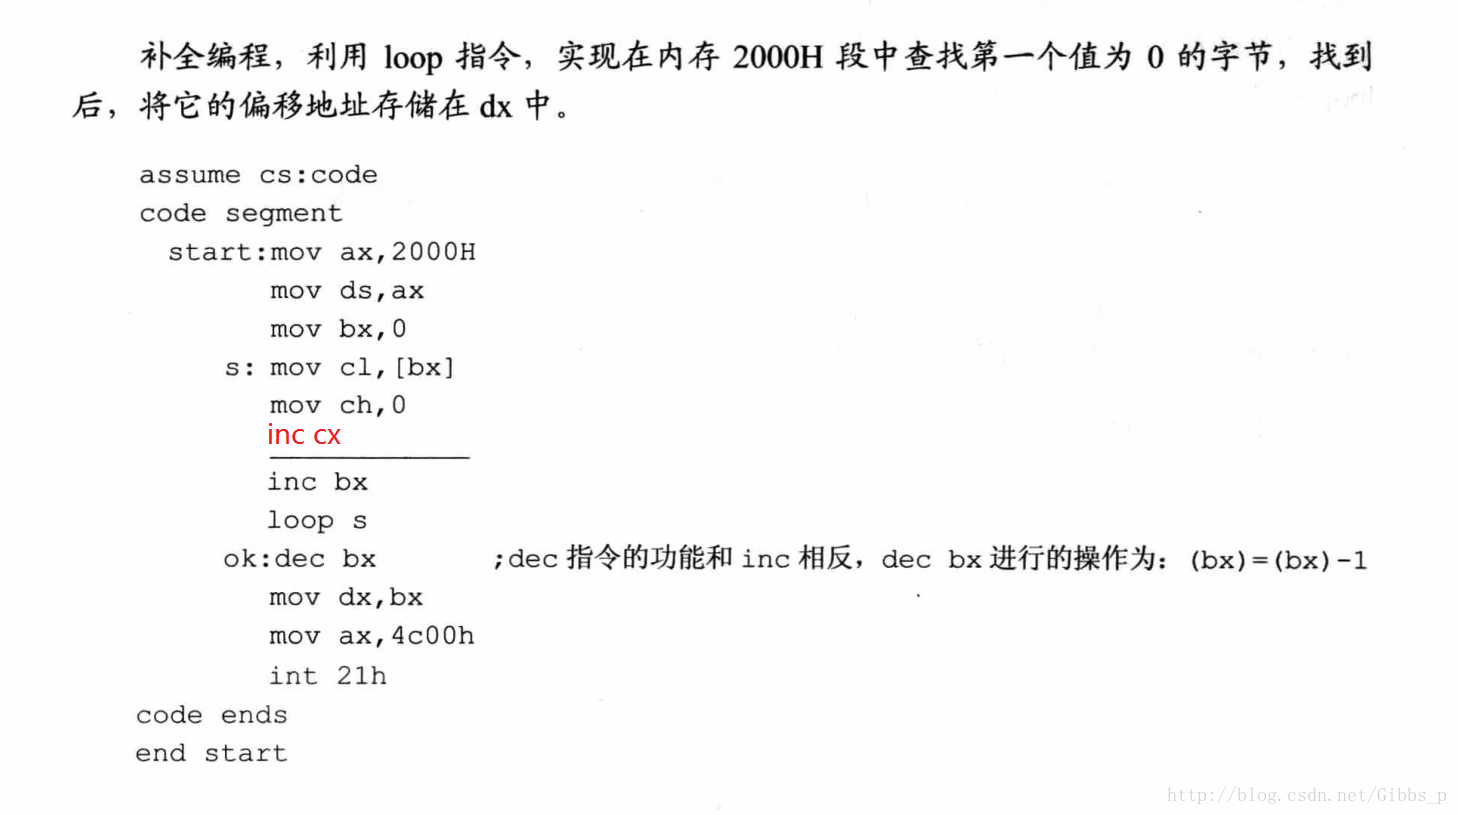 补全编程，利用 loop 指令，实现在内存 2000H 段中查找第一个值为 0 的字节，找到
后，将它的偏移地址存储在 dx 中。
assume cs:code
code segment
start:mov ax,2000H
mov ds,ax
mov bx,0
s: mov cl,[bx]
mov ch,0
inc cx
inc bx
loop s
ok:dec bx ;dec 指令的功能和 inc 相反，dec bx 进行的操作为：(bx)=(bx)-1
mov dx,bx
mov ax,4c00h
int 21h
code ends
end start
http://blog.csdn.net/Gibbs_p